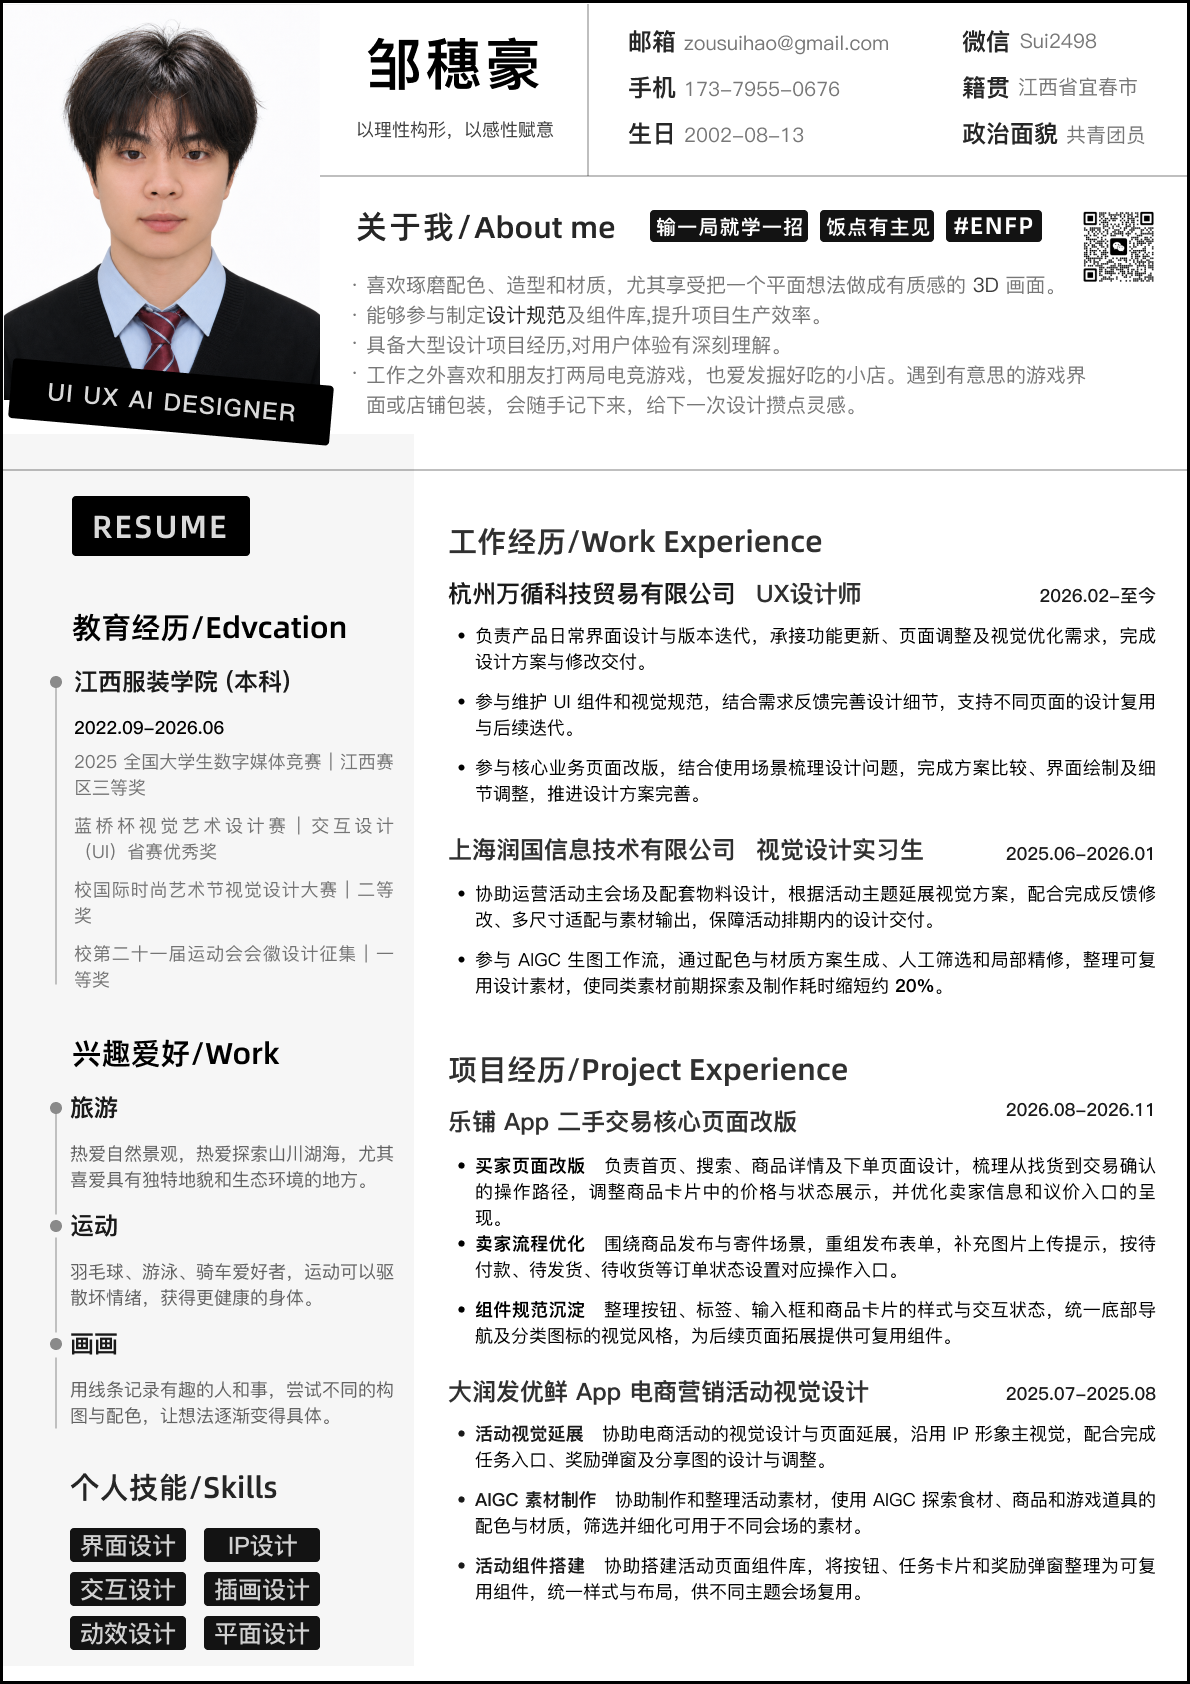 邹穗豪
以理性构形，以感性赋意
邮箱 zousuihao@gmail.com
微信 Sui2498
手机 173-7955-0676
籍贯 江西省宜春市
生日 2002-08-13
政治面貌 共青团员
关于我/About me
输一局就学一招 饭点有主见 #ENFP
· 喜欢琢磨配色、造型和材质，尤其享受把一个平面想法做成有质感的 3D 画面。
· 能够参与制定设计规范及组件库,提升项目生产效率。
· 具备大型设计项目经历,对用户体验有深刻理解。
· 工作之外喜欢和朋友打两局电竞游戏，也爱发掘好吃的小店。遇到有意思的游戏界
面或店铺包装，会随手记下来，给下一次设计攒点灵感。
UI UX AI DESIGNER
RESUME
教育经历/Edvcation
江西服装学院 (本科)
2022.09-2026.06
2025 全国大学生数字媒体竞赛｜江西赛
区三等奖
蓝桥杯视觉艺术设计赛｜交互设计
（UI）省赛优秀奖
校国际时尚艺术节视觉设计大赛｜二等
奖
校第二十一届运动会会徽设计征集｜一
等奖
兴趣爱好/Work
旅游
热爱自然景观，热爱探索山川湖海，尤其
喜爱具有独特地貌和生态环境的地方。
运动
羽毛球、游泳、骑车爱好者，运动可以驱
散坏情绪，获得更健康的身体。
画画
用线条记录有趣的人和事，尝试不同的构
图与配色，让想法逐渐变得具体。
个人技能/Skills
界面设计 IP设计
交互设计 插画设计
动效设计 平面设计
工作经历/Work Experience
杭州万循科技贸易有限公司 UX设计师 2026.02-至今
• 负责产品日常界面设计与版本迭代，承接功能更新、页面调整及视觉优化需求，完成
设计方案与修改交付。
• 参与维护 UI 组件和视觉规范，结合需求反馈完善设计细节，支持不同页面的设计复用
与后续迭代。
• 参与核心业务页面改版，结合使用场景梳理设计问题，完成方案比较、界面绘制及细
节调整，推进设计方案完善。
上海润国信息技术有限公司 视觉设计实习生 2025.06-2026.01
• 协助运营活动主会场及配套物料设计，根据活动主题延展视觉方案，配合完成反馈修
改、多尺寸适配与素材输出，保障活动排期内的设计交付。
• 参与 AIGC 生图工作流，通过配色与材质方案生成、人工筛选和局部精修，整理可复
用设计素材，使同类素材前期探索及制作耗时缩短约 20%。
项目经历/Project Experience
乐铺 App 二手交易核心页面改版 2026.08-2026.11
• 买家页面改版 负责首页、搜索、商品详情及下单页面设计，梳理从找货到交易确认
的操作路径，调整商品卡片中的价格与状态展示，并优化卖家信息和议价入口的呈
现。
• 卖家流程优化 围绕商品发布与寄件场景，重组发布表单，补充图片上传提示，按待
付款、待发货、待收货等订单状态设置对应操作入口。
• 组件规范沉淀 整理按钮、标签、输入框和商品卡片的样式与交互状态，统一底部导
航及分类图标的视觉风格，为后续页面拓展提供可复用组件。
大润发优鲜 App 电商营销活动视觉设计 2025.07-2025.08
• 活动视觉延展 协助电商活动的视觉设计与页面延展，沿用 IP 形象主视觉，配合完成
任务入口、奖励弹窗及分享图的设计与调整。
• AIGC 素材制作 协助制作和整理活动素材，使用 AIGC 探索食材、商品和游戏道具的
配色与材质，筛选并细化可用于不同会场的素材。
• 活动组件搭建 协助搭建活动页面组件库，将按钮、任务卡片和奖励弹窗整理为可复
用组件，统一样式与布局，供不同主题会场复用。